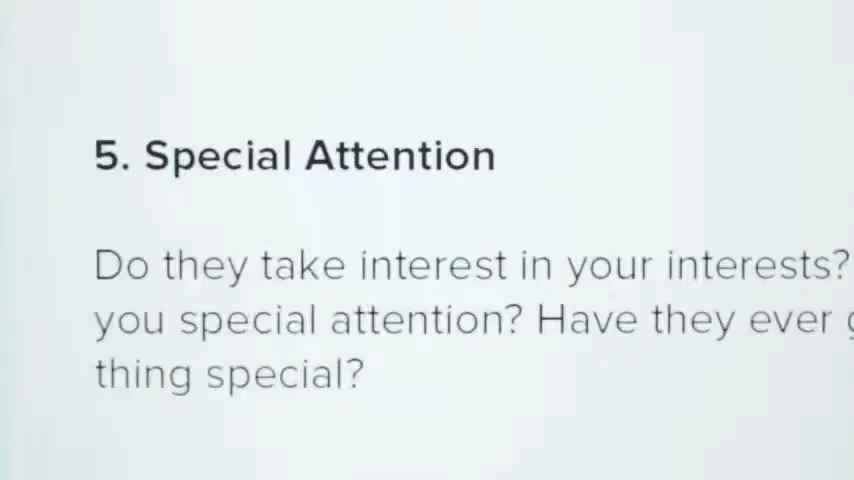 5. Special Attention
Do they take interest in your interests?
you special attention? Have they ever
thing special?